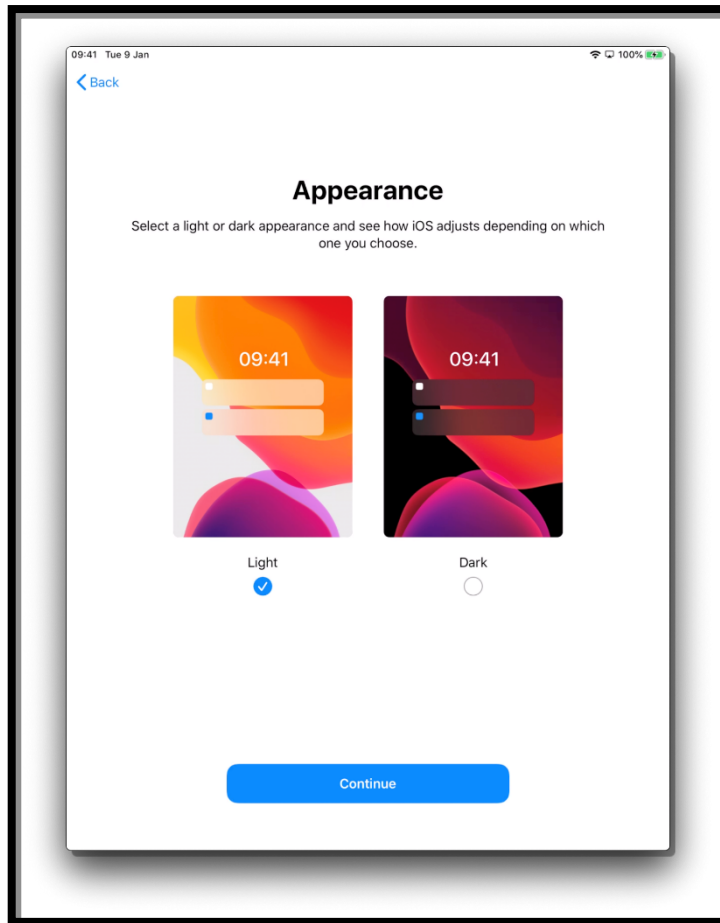 09:41 Tue 9 Jan 100%
Back
Appearance
Select a light or dark appearance and see how iOS adjusts depending on which
one you choose.
09:41 09:41
Light Dark
Continue